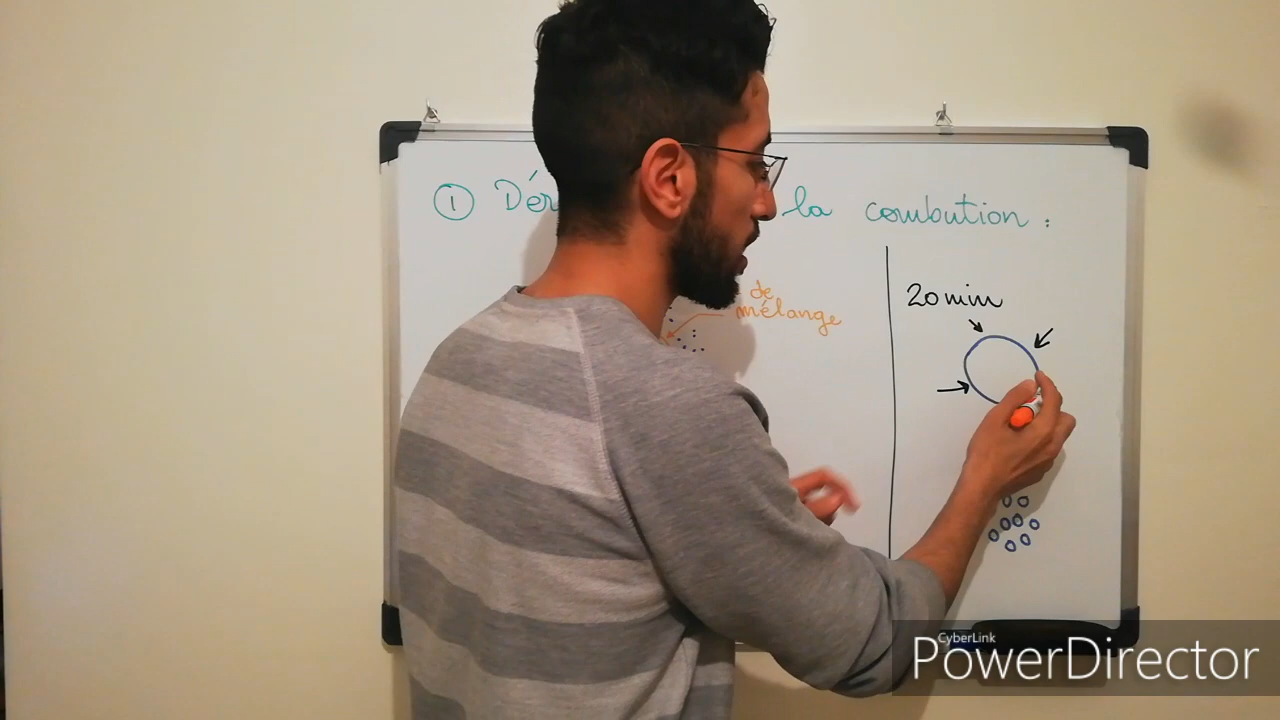 1 Dér la combution :
de
mélange
20 min
CyberLink
PowerDirector